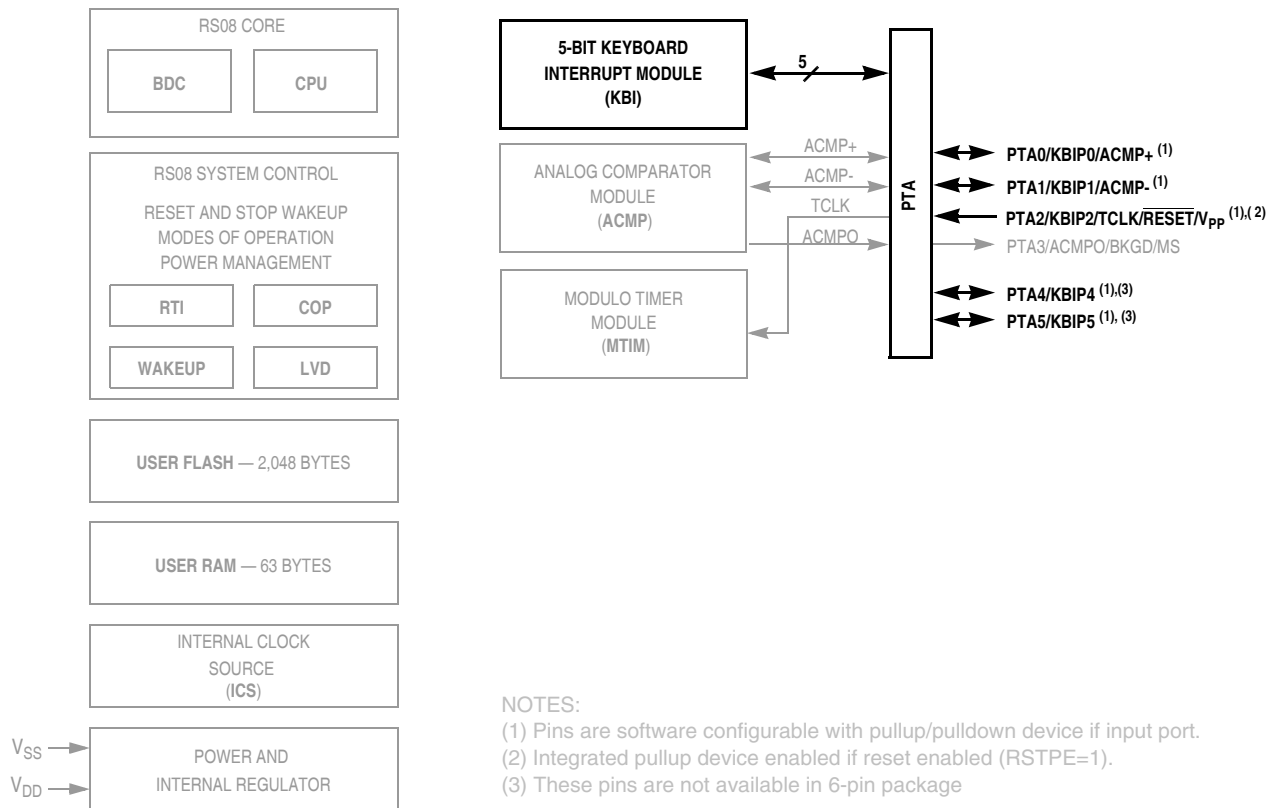 RS08 CORE
BDC
CPU
RS08 SYSTEM CONTROL
RESET AND STOP WAKEUP
MODES OF OPERATION
POWER MANAGEMENT
RTI
COP
WAKEUP
LVD
USER FLASH — 2,048 BYTES
USER RAM — 63 BYTES
INTERNAL CLOCK
SOURCE
(ICS)
VSS
VDD
POWER AND
INTERNAL REGULATOR
5-BIT KEYBOARD
INTERRUPT MODULE
(KBI)
5
ANALOG COMPARATOR
MODULE
(ACMP)
ACMP+
ACMP-
TCLK
ACMPO
MODULO TIMER
MODULE
(MTIM)
PTA
PTA0/KBIP0/ACMP+ (1)
PTA1/KBIP1/ACMP- (1)
PTA2/KBIP2/TCLK/RESET/VPP (1),( 2)
PTA3/ACMPO/BKGD/MS
PTA4/KBIP4 (1),(3)
PTA5/KBIP5 (1), (3)
NOTES:
(1) Pins are software configurable with pullup/pulldown device if input port.
(2) Integrated pullup device enabled if reset enabled (RSTPE=1).
(3) These pins are not available in 6-pin package